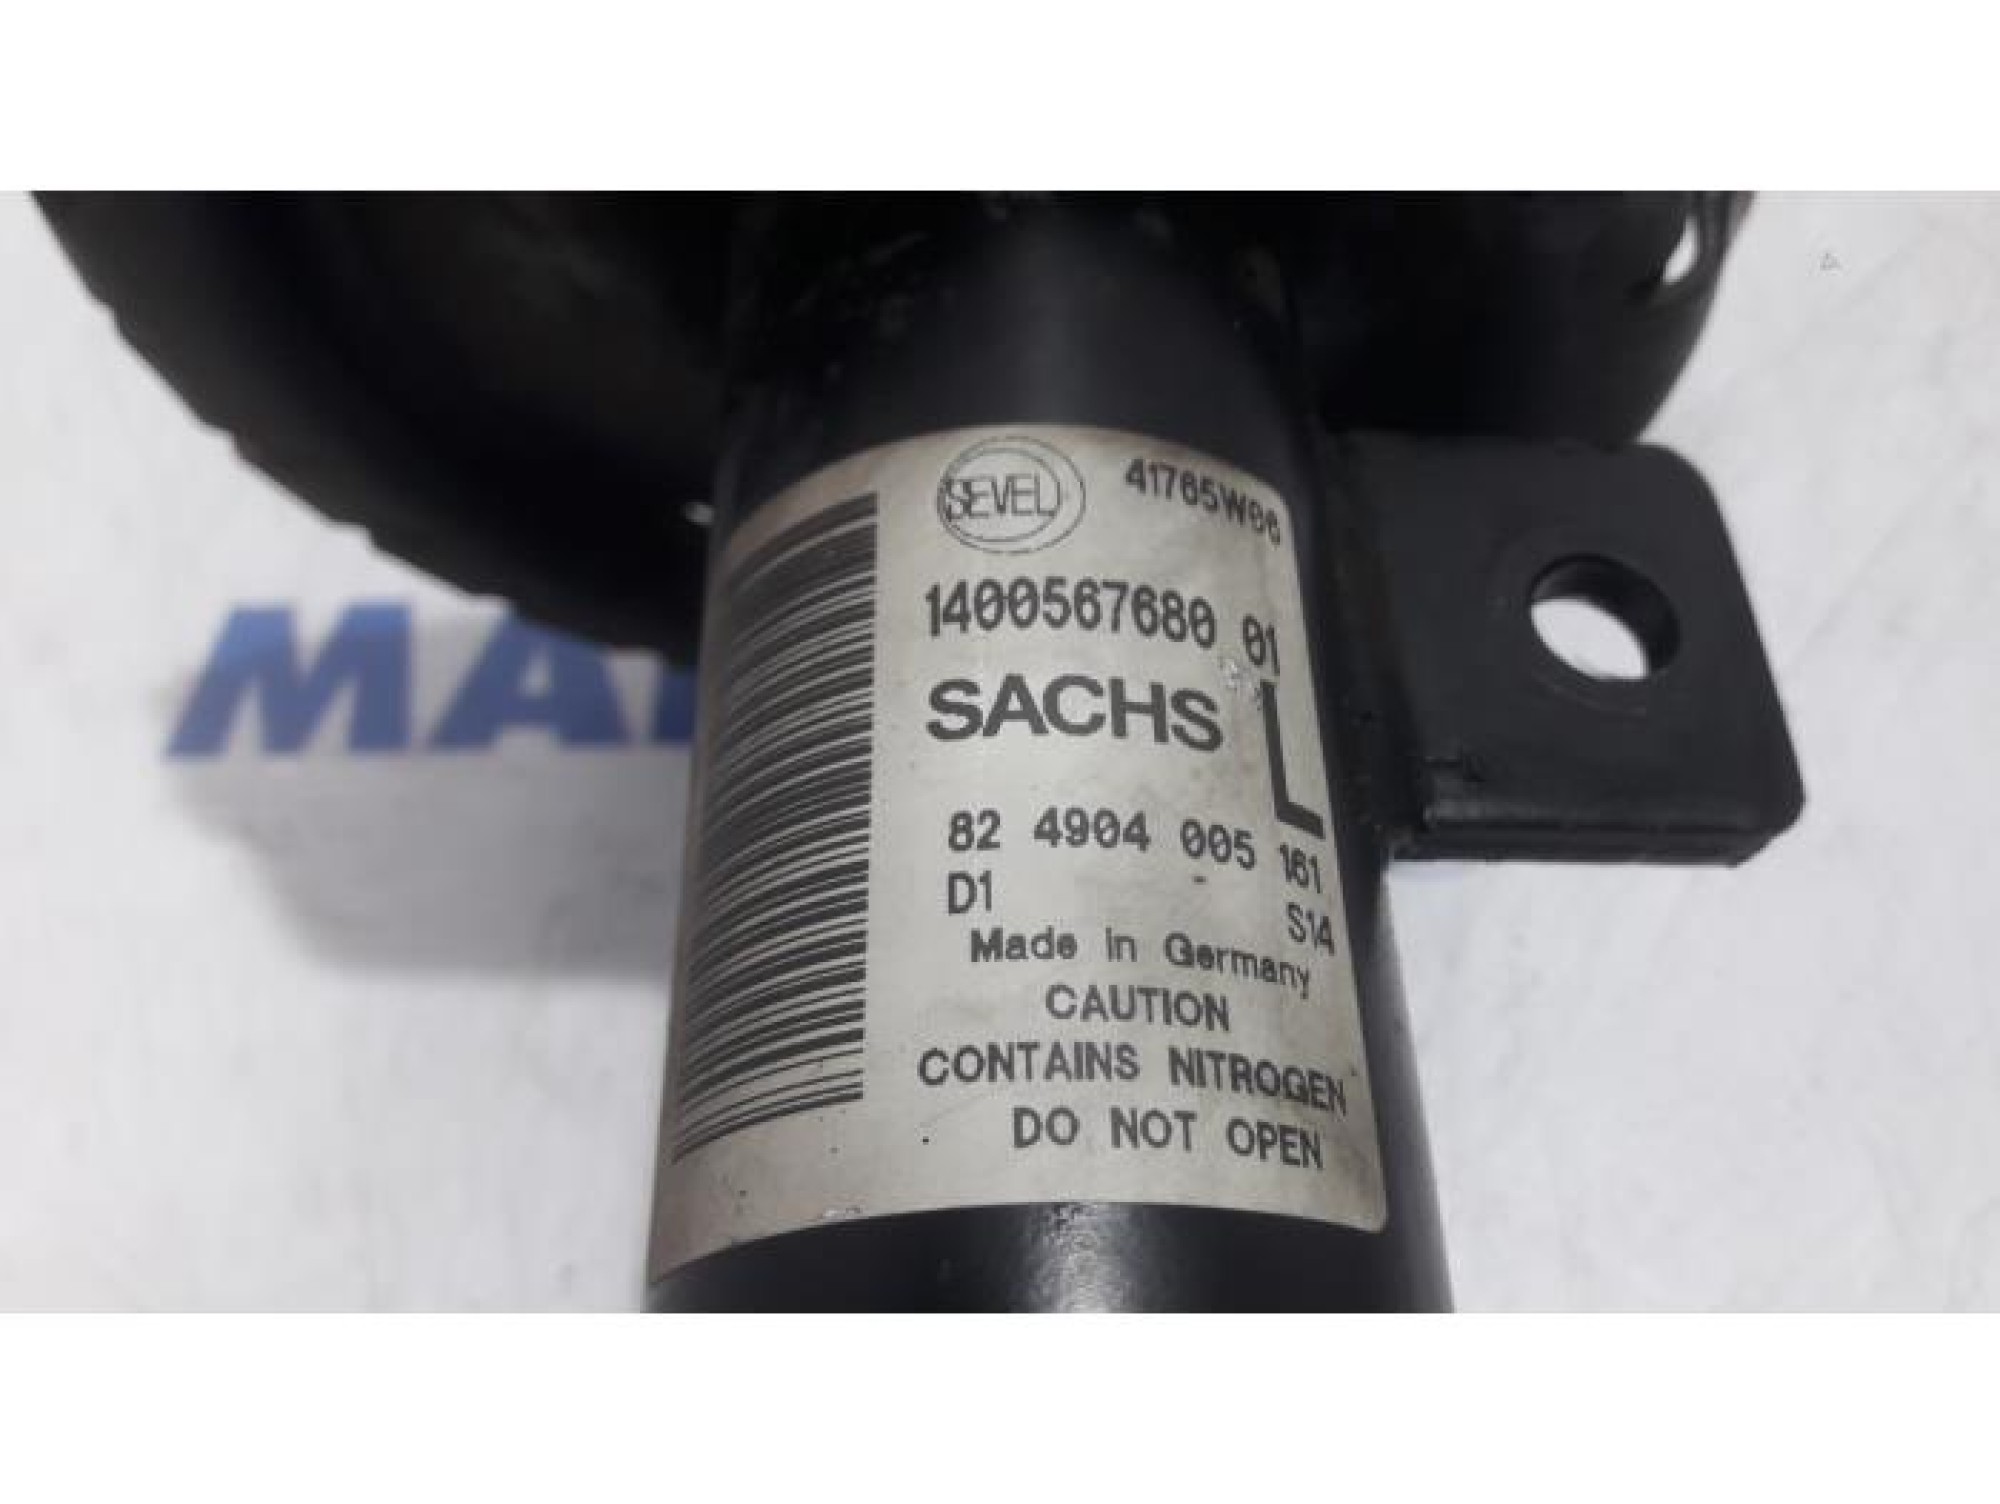 SEVEL 41765W06
1400567680 01
SACHS L
82 4904 005 161
D1 S14
Made in Germany
CAUTION
CONTAINS NITROGEN
DO NOT OPEN